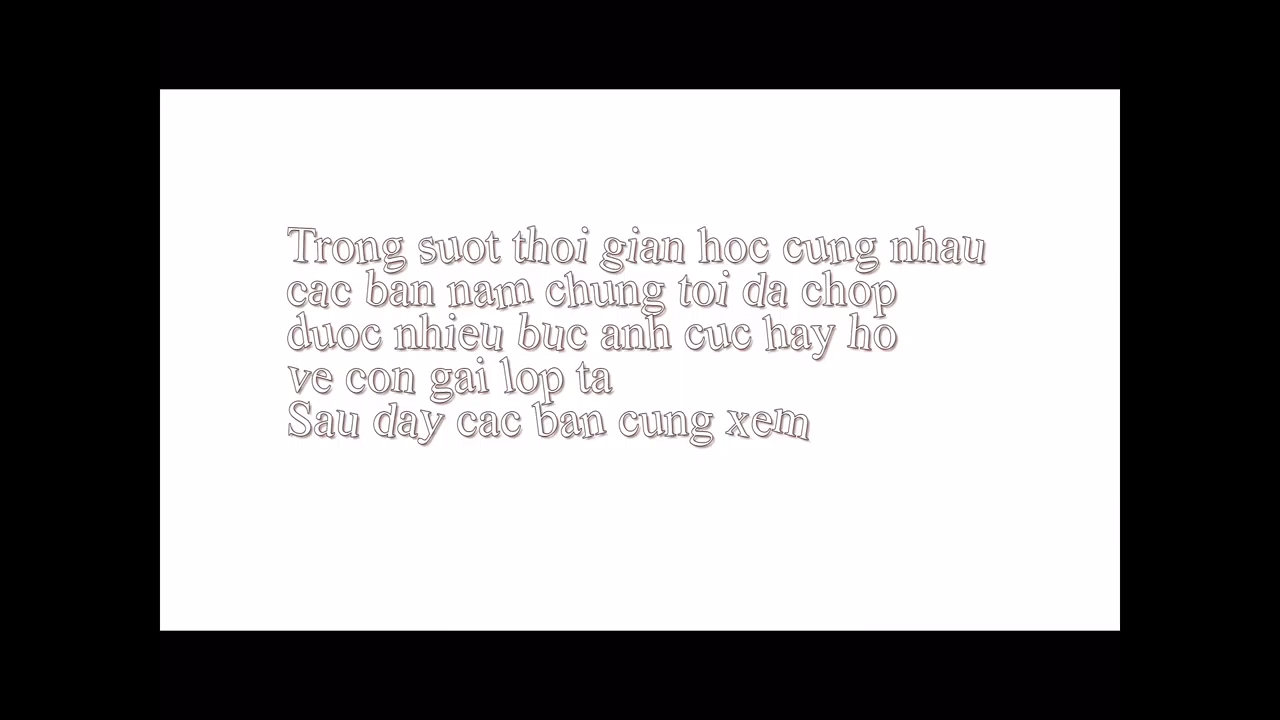 Trong suot thoi gian hoc cung nhau
cac ban nam chung toi da chop
duoc nhieu buc anh cuc hay ho
ve con gai lop ta
Sau day cac ban cung xem